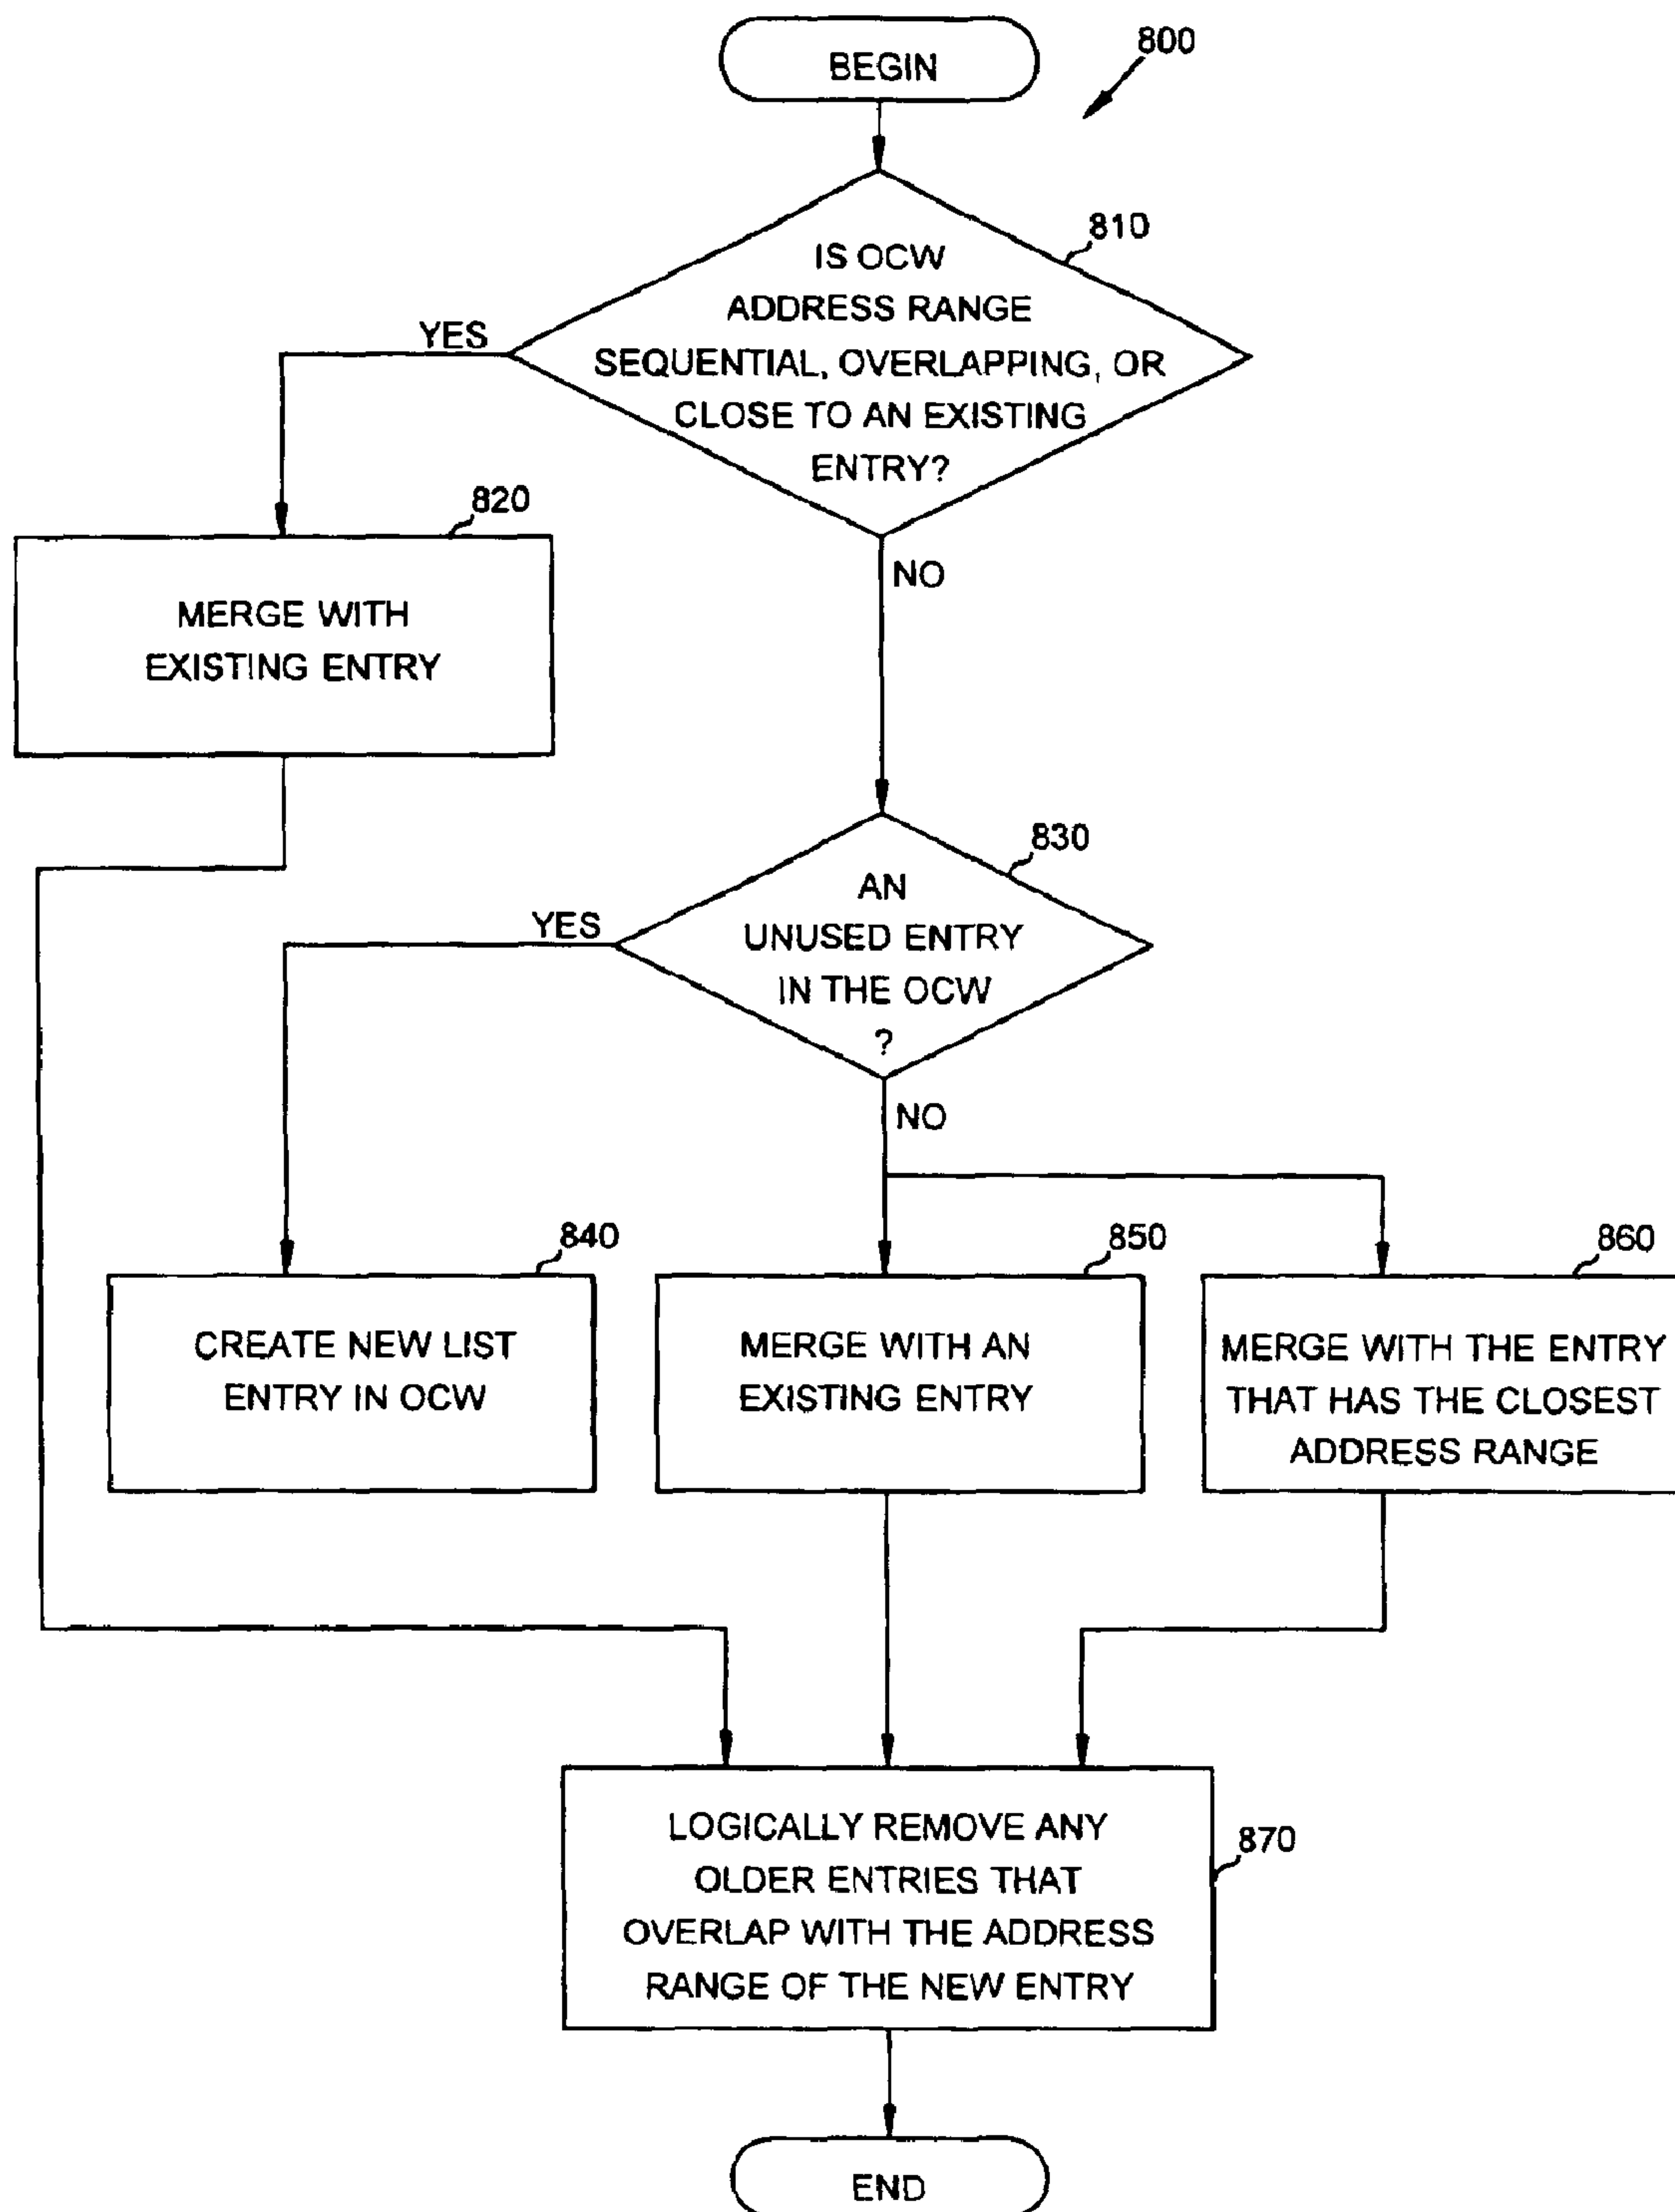 BEGIN
800
810
IS OCW
ADDRESS RANGE
SEQUENTIAL, OVERLAPPING, OR
CLOSE TO AN EXISTING
ENTRY?
YES
NO
820
MERGE WITH
EXISTING ENTRY
830
AN
UNUSED ENTRY
IN THE OCW
?
YES
NO
840
CREATE NEW LIST
ENTRY IN OCW
850
MERGE WITH AN
EXISTING ENTRY
860
MERGE WITH THE ENTRY
THAT HAS THE CLOSEST
ADDRESS RANGE
870
LOGICALLY REMOVE ANY
OLDER ENTRIES THAT
OVERLAP WITH THE ADDRESS
RANGE OF THE NEW ENTRY
END